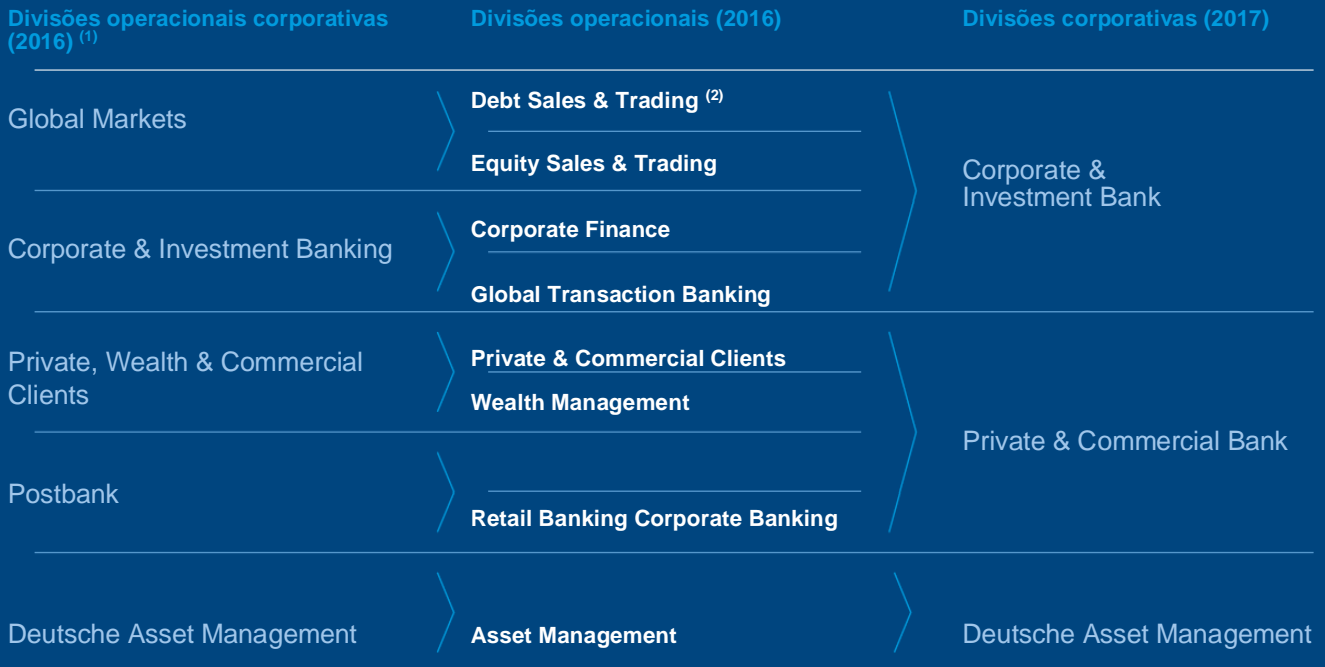 Divisões operacionais corporativas
(2016) (1)
Divisões operacionais (2016)
Divisões corporativas (2017)
Global Markets
Debt Sales & Trading (2)
Equity Sales & Trading
Corporate &
Investment Bank
Corporate & Investment Banking
Corporate Finance
Global Transaction Banking
Private, Wealth & Commercial
Clients
Private & Commercial Clients
Wealth Management
Private & Commercial Bank
Postbank
Retail Banking Corporate Banking
Deutsche Asset Management
Asset Management
Deutsche Asset Management